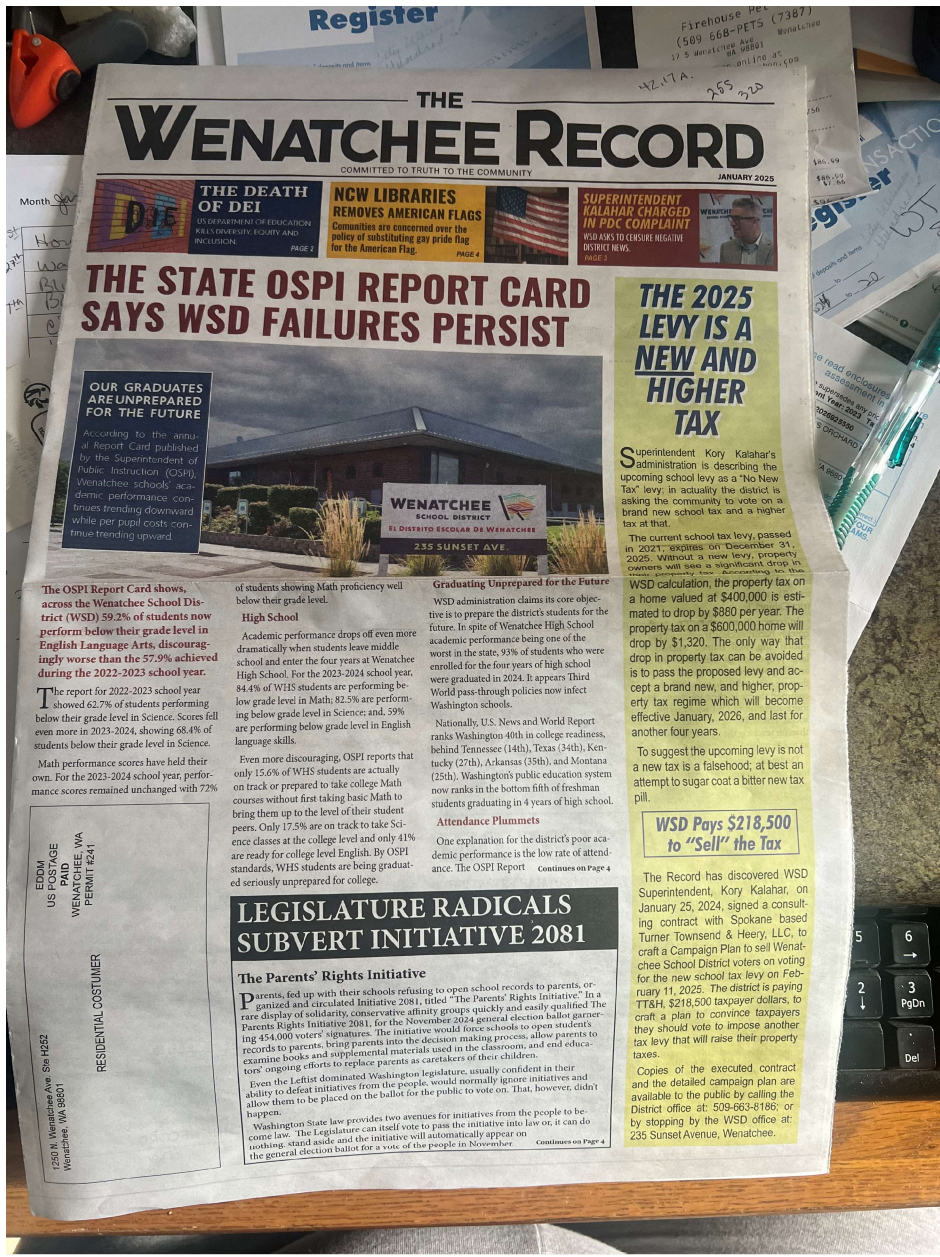 Register
Firehouse Pet
(509 668-PETS (7387)
17 S Wenatchee Ave
Wenatchee
WA 98801
42.17A.
255
320
THE
WENATCHEE RECORD
COMMITTED TO TRUTH TO THE COMMUNITY
JANUARY 2025
DIE
THE DEATH
OF DEI
US DEPARTMENT OF EDUCATION
KILLS DIVERSITY, EQUITY AND
INCLUSION.
PAGE 2
NCW LIBRARIES
REMOVES AMERICAN FLAGS
Comunities are concerned over the
policy of substituting gay pride flag
for the American Flag.
PAGE 4
SUPERINTENDENT
KALAHAR CHARGED
IN PDC COMPLAINT
WSD ASKS TO CENSURE NEGATIVE
DISTRICT NEWS.
PAGE 3
THE STATE OSPI REPORT CARD
SAYS WSD FAILURES PERSIST
OUR GRADUATES
ARE UNPREPARED
FOR THE FUTURE
According to the annu-
al Report Card published
by the Superintendent of
Public Instruction (OSPI),
Wenatchee schools' aca-
demic performance con-
tinues trending downward
while per pupil costs con-
tinue trending upward.
WENATCHEE
SCHOOL DISTRICT
EL DISTRITO ESCOLAR DE WENATCHEE
235 SUNSET AVE.
The OSPI Report Card shows,
across the Wenatchee School Dis-
trict (WSD) 59.2% of students now
perform below their grade level in
English Language Arts, discourag-
ingly worse than the 57.9% achieved
during the 2022-2023 school year.
The report for 2022-2023 school year
showed 62.7% of students performing
below their grade level in Science. Scores fell
even more in 2023-2024, showing 68.4% of
students below their grade level in Science.
Math performance scores have held their
own. For the 2023-2024 school year, perfor-
mance scores remained unchanged with 72%
of students showing Math proficiency well
below their grade level.
High School
Academic performance drops off even more
dramatically when students leave middle
school and enter the four years at Wenatchee
High School. For the 2023-2024 school year,
84.4% of WHS students are performing be-
low grade level in Math; 82.5% are perform-
ing below grade level in Science; and, 59%
are performing below grade level in English
language skills.
Even more discouraging, OSPI reports that
only 15.6% of WHS students are actually
on track or prepared to take college Math
courses without first taking basic Math to
bring them up to the level of their student
peers. Only 17.5% are on track to take Sci-
ence classes at the college level and only 41%
are ready for college level English. By OSPI
standards, WHS students are being graduat-
ed seriously unprepared for college.
Graduating Unprepared for the Future
WSD administration claims its core objec-
tive is to prepare the district's students for the
future. In spite of Wenatchee High School
academic performance being one of the
worst in the state, 93% of students who were
enrolled for the four years of high school
were graduated in 2024. It appears Third
World pass-through policies now infect
Washington schools.
Nationally, U.S. News and World Report
ranks Washington 40th in college readiness,
behind Tennessee (14th), Texas (34th), Ken-
tucky (27th), Arkansas (35th), and Montana
(25th). Washington's public education system
now ranks in the bottom fifth of freshman
students graduating in 4 years of high school.
Attendance Plummets
One explanation for the district's poor aca-
demic performance is the low rate of attend-
ance. The OSPI Report
Continues on Page 4
THE 2025
LEVY IS A
NEW AND
HIGHER
TAX
Superintendent Kory Kalahar's
administration is describing the
upcoming school levy as a "No New
Tax" levy; in actuality the district is
asking the community to vote on a
brand new school tax and a higher
tax at that.
The current school tax levy, passed
in 2021, expires on December 31,
2025. Without a new levy, property
owners will see a significant drop in
their property tax. According to the
WSD calculation, the property tax on
a home valued at $400,000 is esti-
mated to drop by $880 per year. The
property tax on a $600,000 home will
drop by $1,320. The only way that
drop in property tax can be avoided
is to pass the proposed levy and ac-
cept a brand new, and higher, prop-
erty tax regime which will become
effective January, 2026, and last for
another four years.
To suggest the upcoming levy is not
a new tax is a falsehood; at best an
attempt to sugar coat a bitter new tax
pill.
WSD Pays $218,500
to "Sell" the Tax
The Record has discovered WSD
Superintendent, Kory Kalahar, on
January 25, 2024, signed a consult-
ing contract with Spokane based
Turner Townsend & Heery, LLC, to
craft a Campaign Plan to sell Wenat-
chee School District voters on voting
for the new school tax levy on Feb-
ruary 11, 2025. The district is paying
TT&H, $218,500 taxpayer dollars, to
craft a plan to convince taxpayers
they should vote to impose another
tax levy that will raise their property
taxes.
Copies of the executed contract
and the detailed campaign plan are
available to the public by calling the
District office at: 509-663-8186; or
by stopping by the WSD office at:
235 Sunset Avenue, Wenatchee.
EDDM
US POSTAGE
PAID
WENATCHEE, WA
PERMIT #241
RESIDENTIAL COSTUMER
1250 N. Wenatchee Ave. Ste H252
Wenatchee, WA 98801
LEGISLATURE RADICALS
SUBVERT INITIATIVE 2081
The Parents' Rights Initiative
Parents, fed up with their schools refusing to open school records to parents, or-
ganized and circulated Initiative 2081, titled "The Parents' Rights Initiative." In a
rare display of solidarity, conservative affinity groups quickly and easily qualified The
Parents Rights Initiative 2081, for the November 2024 general election ballot garner-
ing 454,000 voters' signatures. The initiative would force schools to open student's
records to parents, bring parents into the decision making process, allow parents to
examine books and supplemental materials used in the classroom, and end educa-
tors' ongoing efforts to replace parents as caretakers of their children.
Even the Leftist dominated Washington legislature, usually confident in their
ability to defeat initiatives from the people, would normally ignore initiatives and
allow them to be placed on the ballot for the public to vote on. That, however, didn't
happen.
Washington State law provides two avenues for initiatives from the people to be-
come law. The Legislature can itself vote to pass the initiative into law or, it can do
nothing, stand aside and the initiative will automatically appear on
the general election ballot for a vote of the people in November.
Continues on Page 4
Month
5
6
2
3
PgDn
Del